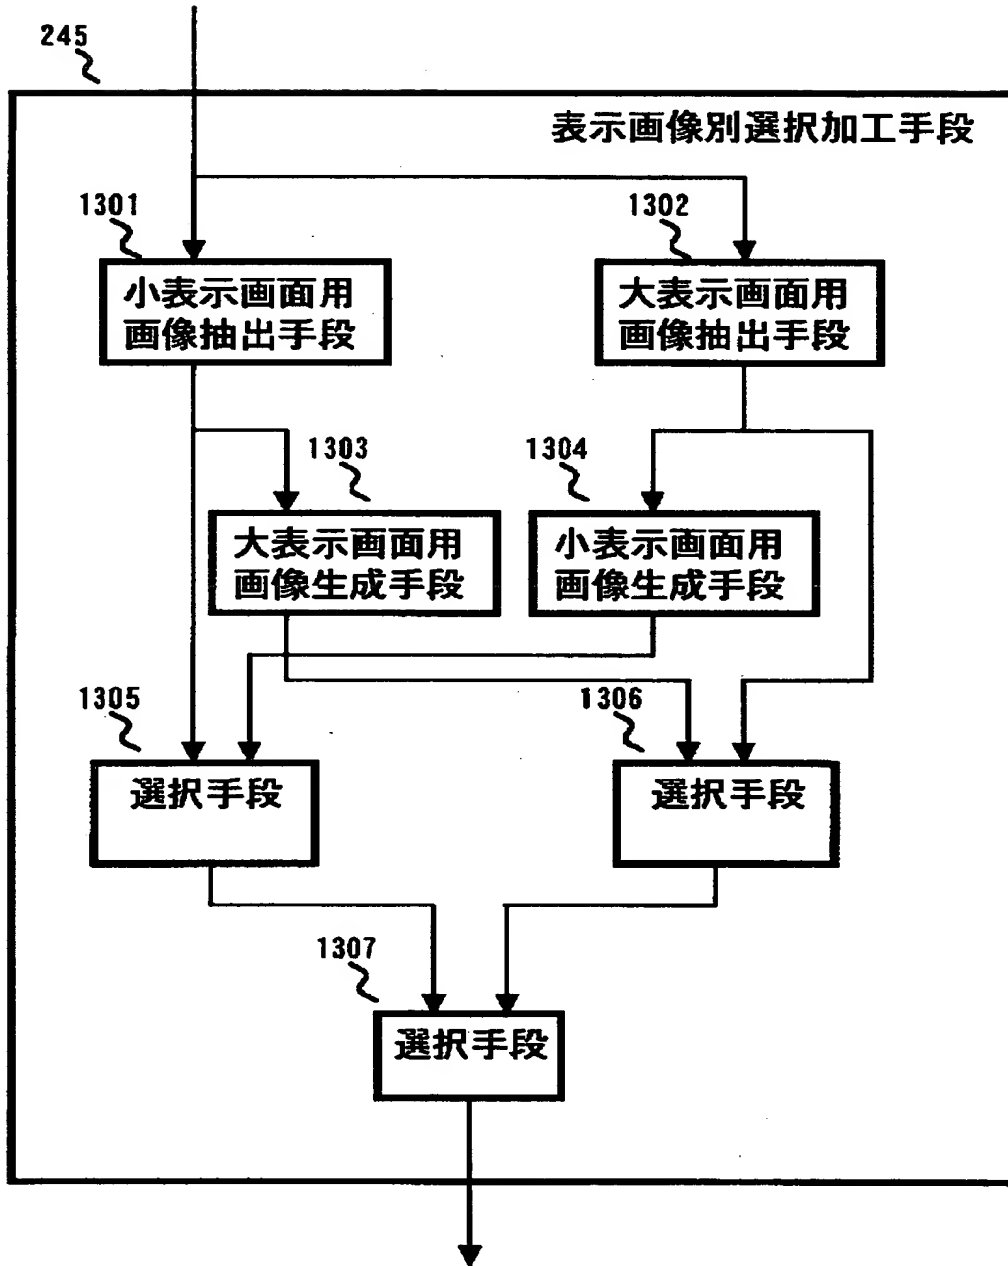 245
表示画像別選択加工手段
1301
1302
小表示画面用
画像抽出手段
大表示画面用
画像抽出手段
1303
1304
大表示画面用
画像生成手段
小表示画面用
画像生成手段
1305
1306
選択手段
選択手段
1307
選択手段